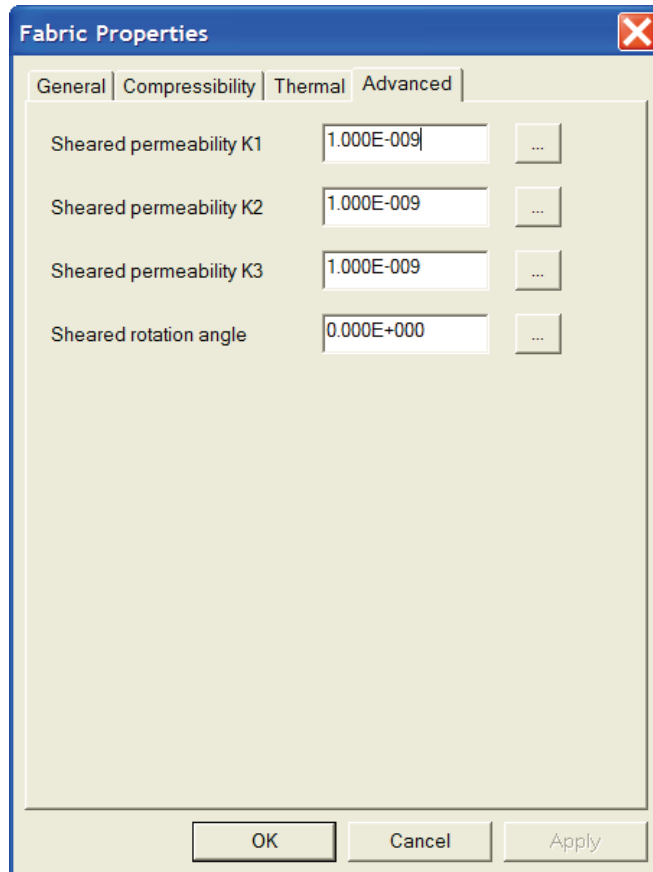 Fabric Properties
General Compressibility Thermal Advanced
Sheared permeability K1 1.000E-009 ...
Sheared permeability K2 1.000E-009 ...
Sheared permeability K3 1.000E-009 ...
Sheared rotation angle 0.000E+000 ...
OK Cancel Apply